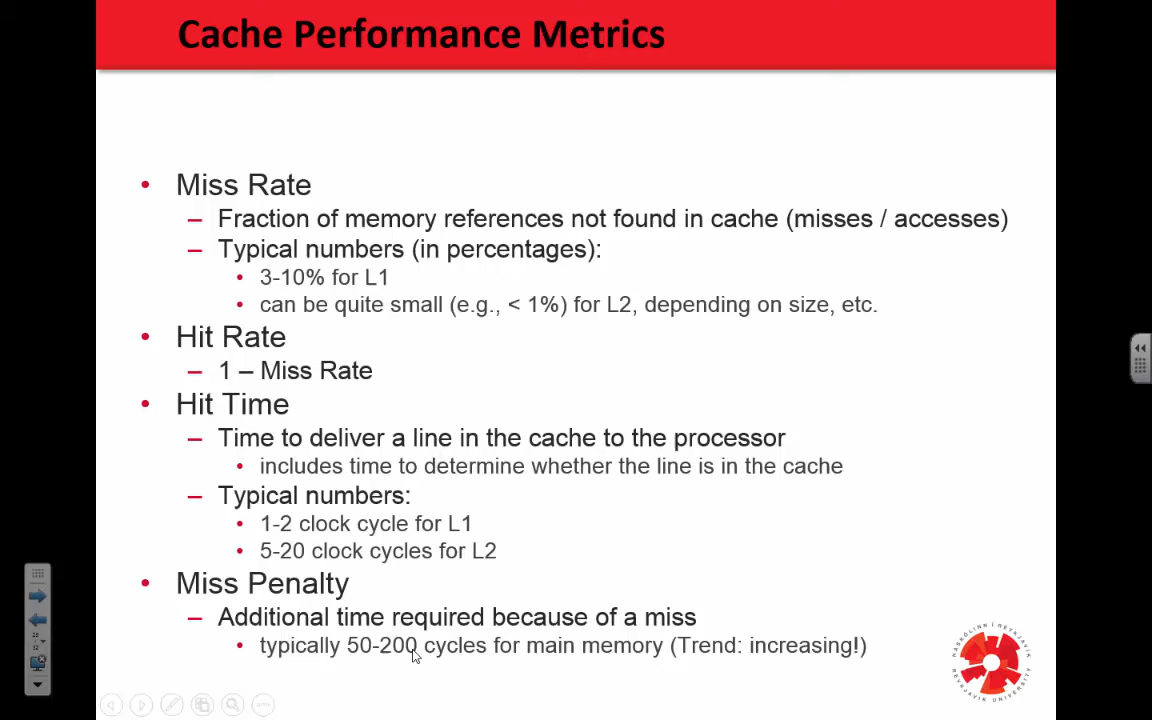 Cache Performance Metrics
• Miss Rate
– Fraction of memory references not found in cache (misses / accesses)
– Typical numbers (in percentages):
• 3-10% for L1
• can be quite small (e.g., < 1%) for L2, depending on size, etc.
• Hit Rate
– 1 – Miss Rate
• Hit Time
– Time to deliver a line in the cache to the processor
• includes time to determine whether the line is in the cache
– Typical numbers:
• 1-2 clock cycle for L1
• 5-20 clock cycles for L2
• Miss Penalty
– Additional time required because of a miss
• typically 50-200 cycles for main memory (Trend: increasing!)
HÁSKÓLINN Í REYKJAVÍK
REYKJAVIK UNIVERSITY